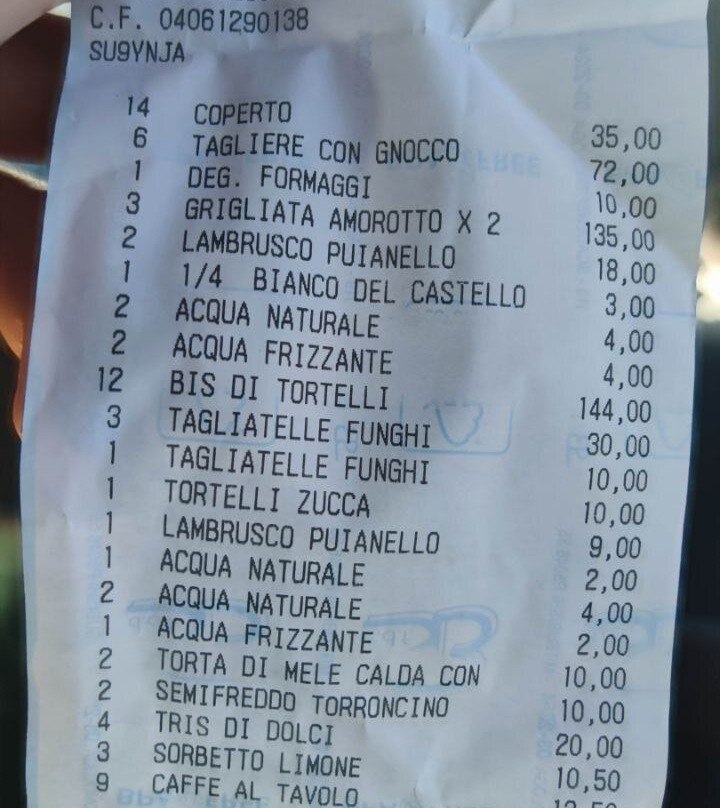 C.F. 04061290138
SU9YNJA
14 COPERTO 35,00
6 TAGLIERE CON GNOCCO 72,00
1 DEG. FORMAGGI 10,00
3 GRIGLIATA AMOROTTO X 2 135,00
2 LAMBRUSCO PUIANELLO 18,00
1 1/4 BIANCO DEL CASTELLO 3,00
2 ACQUA NATURALE 4,00
2 ACQUA FRIZZANTE 4,00
12 BIS DI TORTELLI 144,00
3 TAGLIATELLE FUNGHI 30,00
1 TAGLIATELLE FUNGHI 10,00
1 TORTELLI ZUCCA 10,00
1 LAMBRUSCO PUIANELLO 9,00
1 ACQUA NATURALE 2,00
2 ACQUA NATURALE 4,00
1 ACQUA FRIZZANTE 2,00
2 TORTA DI MELE CALDA CON 10,00
2 SEMIFREDDO TORRONCINO 10,00
4 TRIS DI DOLCI 20,00
3 SORBETTO LIMONE 10,50
9 CAFFE AL TAVOLO